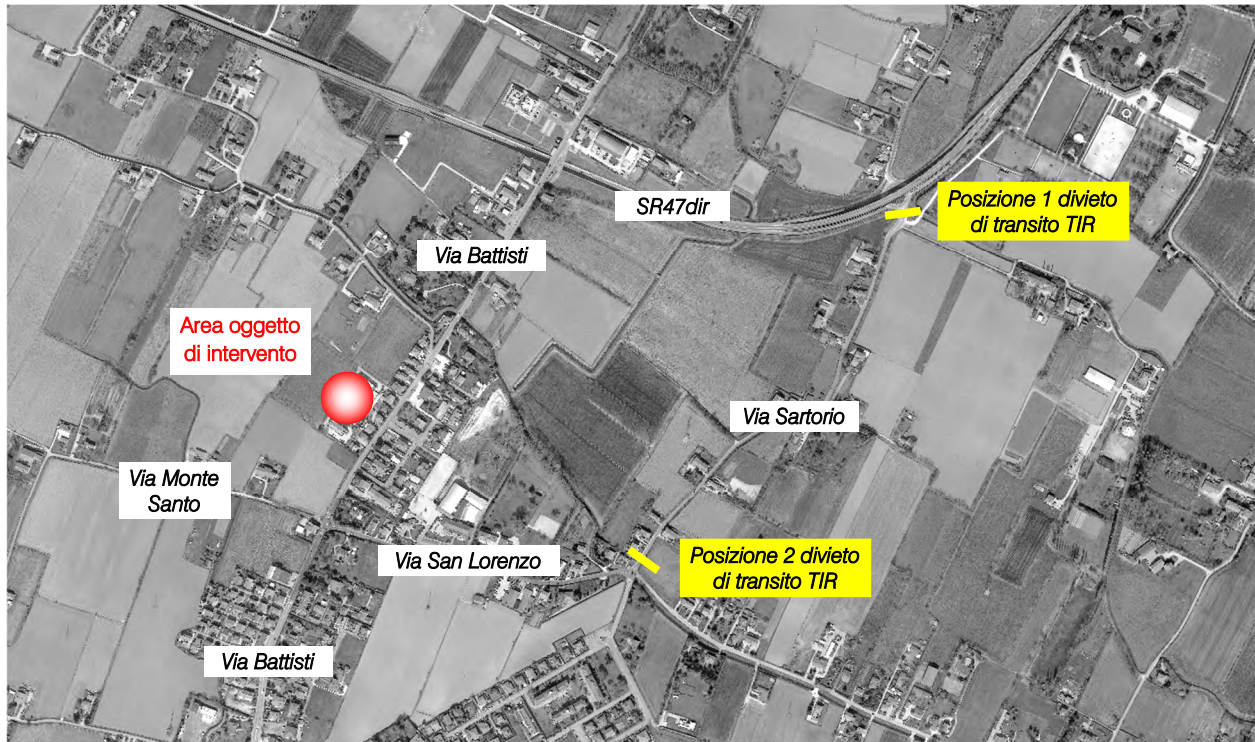 SR47dir
Posizione 1 divieto
di transito TIR
Via Battisti
Area oggetto
di intervento
Via Sartorio
Via Monte
Santo
Via San Lorenzo
Posizione 2 divieto
di transito TIR
Via Battisti